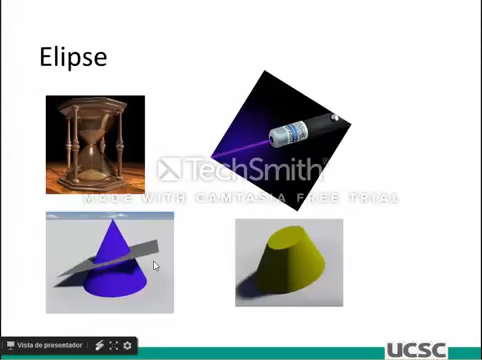 Elipse
TechSmith
MADE WITH CAMTASIA FREE TRIAL
Vista de presentador
UCSC